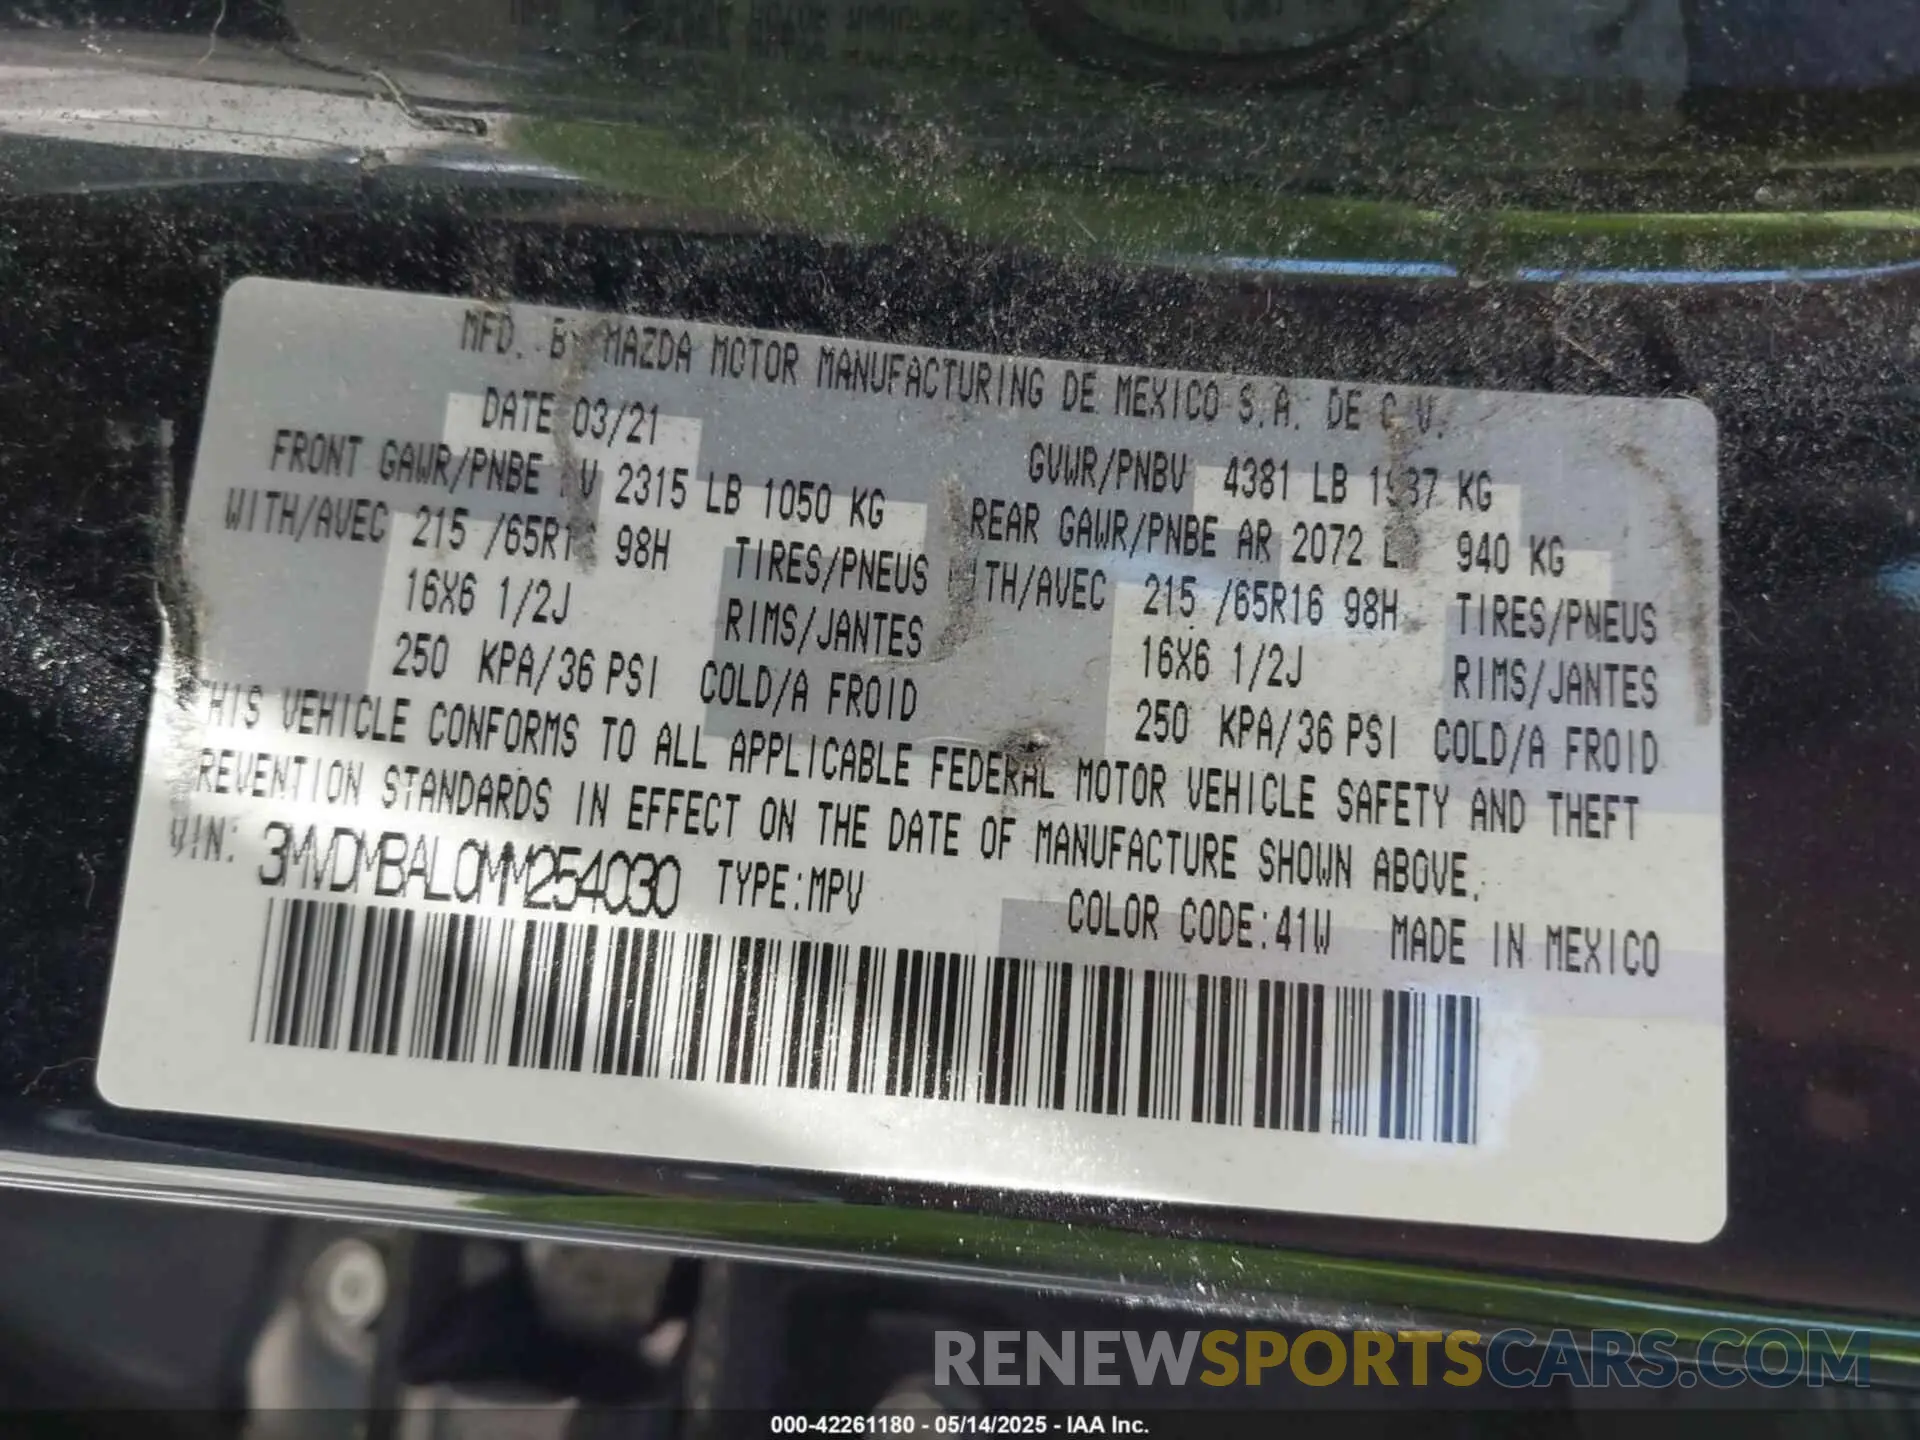 MFD. BY MAZDA MOTOR MANUFACTURING DE MEXICO S.A. DE C.V.
DATE 03/21
GVWR/PNBV 4381 LB KG
FRONT GAWR/PNBE AV 2315 LB 1050 KG
REAR GAWR/PNBE AR 2072 LB 940 KG
WITH/AVEC 215 /65R16 98H TIRES/PNEUS
WITH/AVEC 215 /65R16 98H TIRES/PNEUS
16X6 1/2J RIMS/JANTES
16X6 1/2J RIMS/JANTES
250 KPA/36 PSI COLD/A FROID
250 KPA/36 PSI COLD/A FROID
THIS VEHICLE CONFORMS TO ALL APPLICABLE FEDERAL MOTOR VEHICLE SAFETY AND THEFT
PREVENTION STANDARDS IN EFFECT ON THE DATE OF MANUFACTURE SHOWN ABOVE.
VIN: 3MVDMBAL0MM254030 TYPE:MPV
COLOR CODE:41W MADE IN MEXICO
RENEWSPORTSCARS.COM
000-42261180 - 05/14/2025 - IAA Inc.